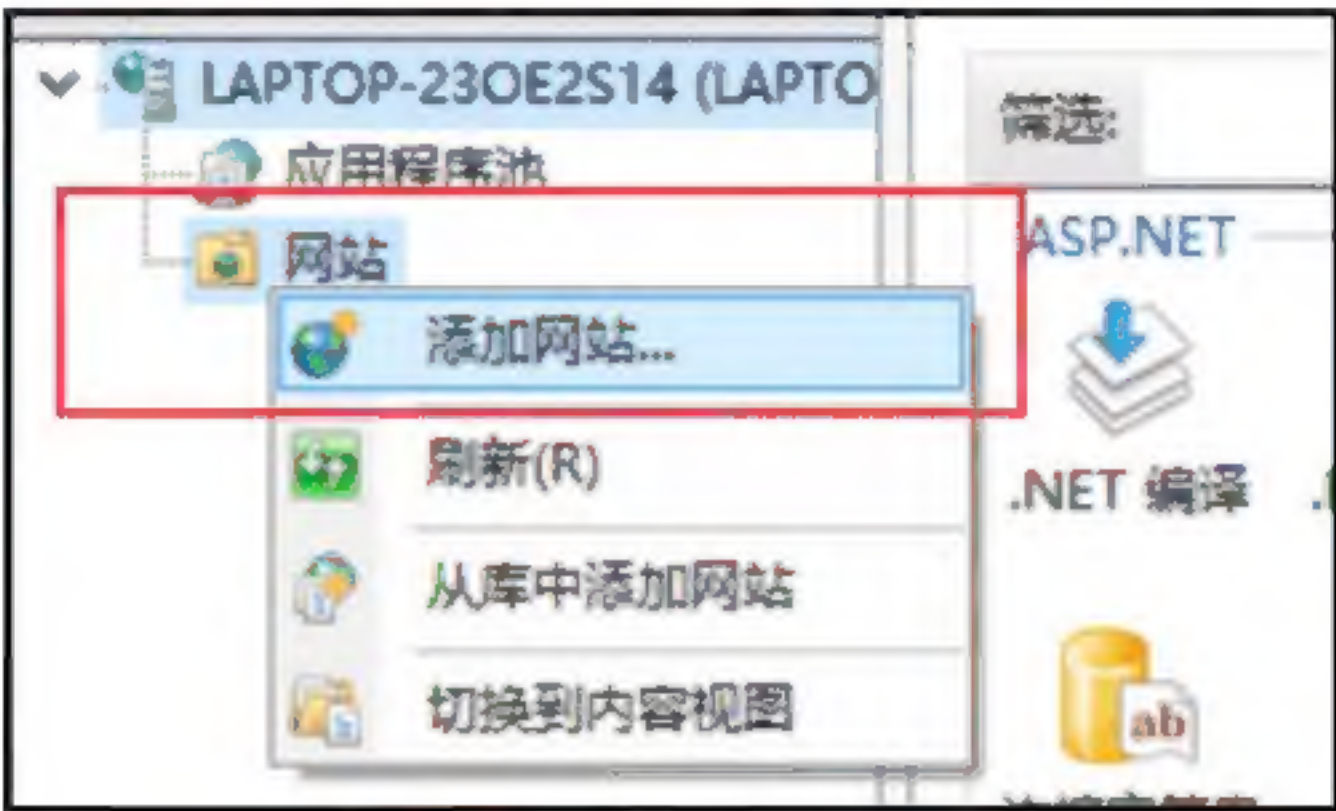 LAPTOP-23OE2S14 (LAPTO
应用程序池
网站
添加网站...
刷新(R)
从库中添加网站
切换到内容视图
筛选:
ASP.NET
.NET 编译
ab